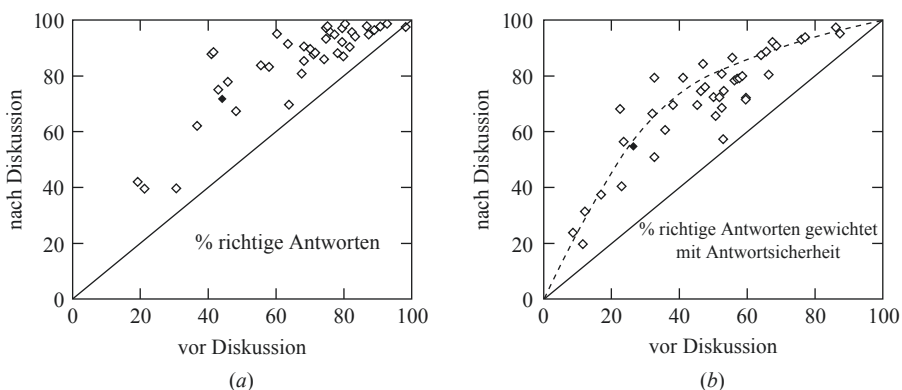 100
80
60
40
20
0
nach Diskussion
% richtige Antworten
0 20 40 60 80 100
vor Diskussion
(a)
100
80
60
40
20
0
nach Diskussion
% richtige Antworten gewichtet
mit Antwortsicherheit
0 20 40 60 80 100
vor Diskussion
(b)